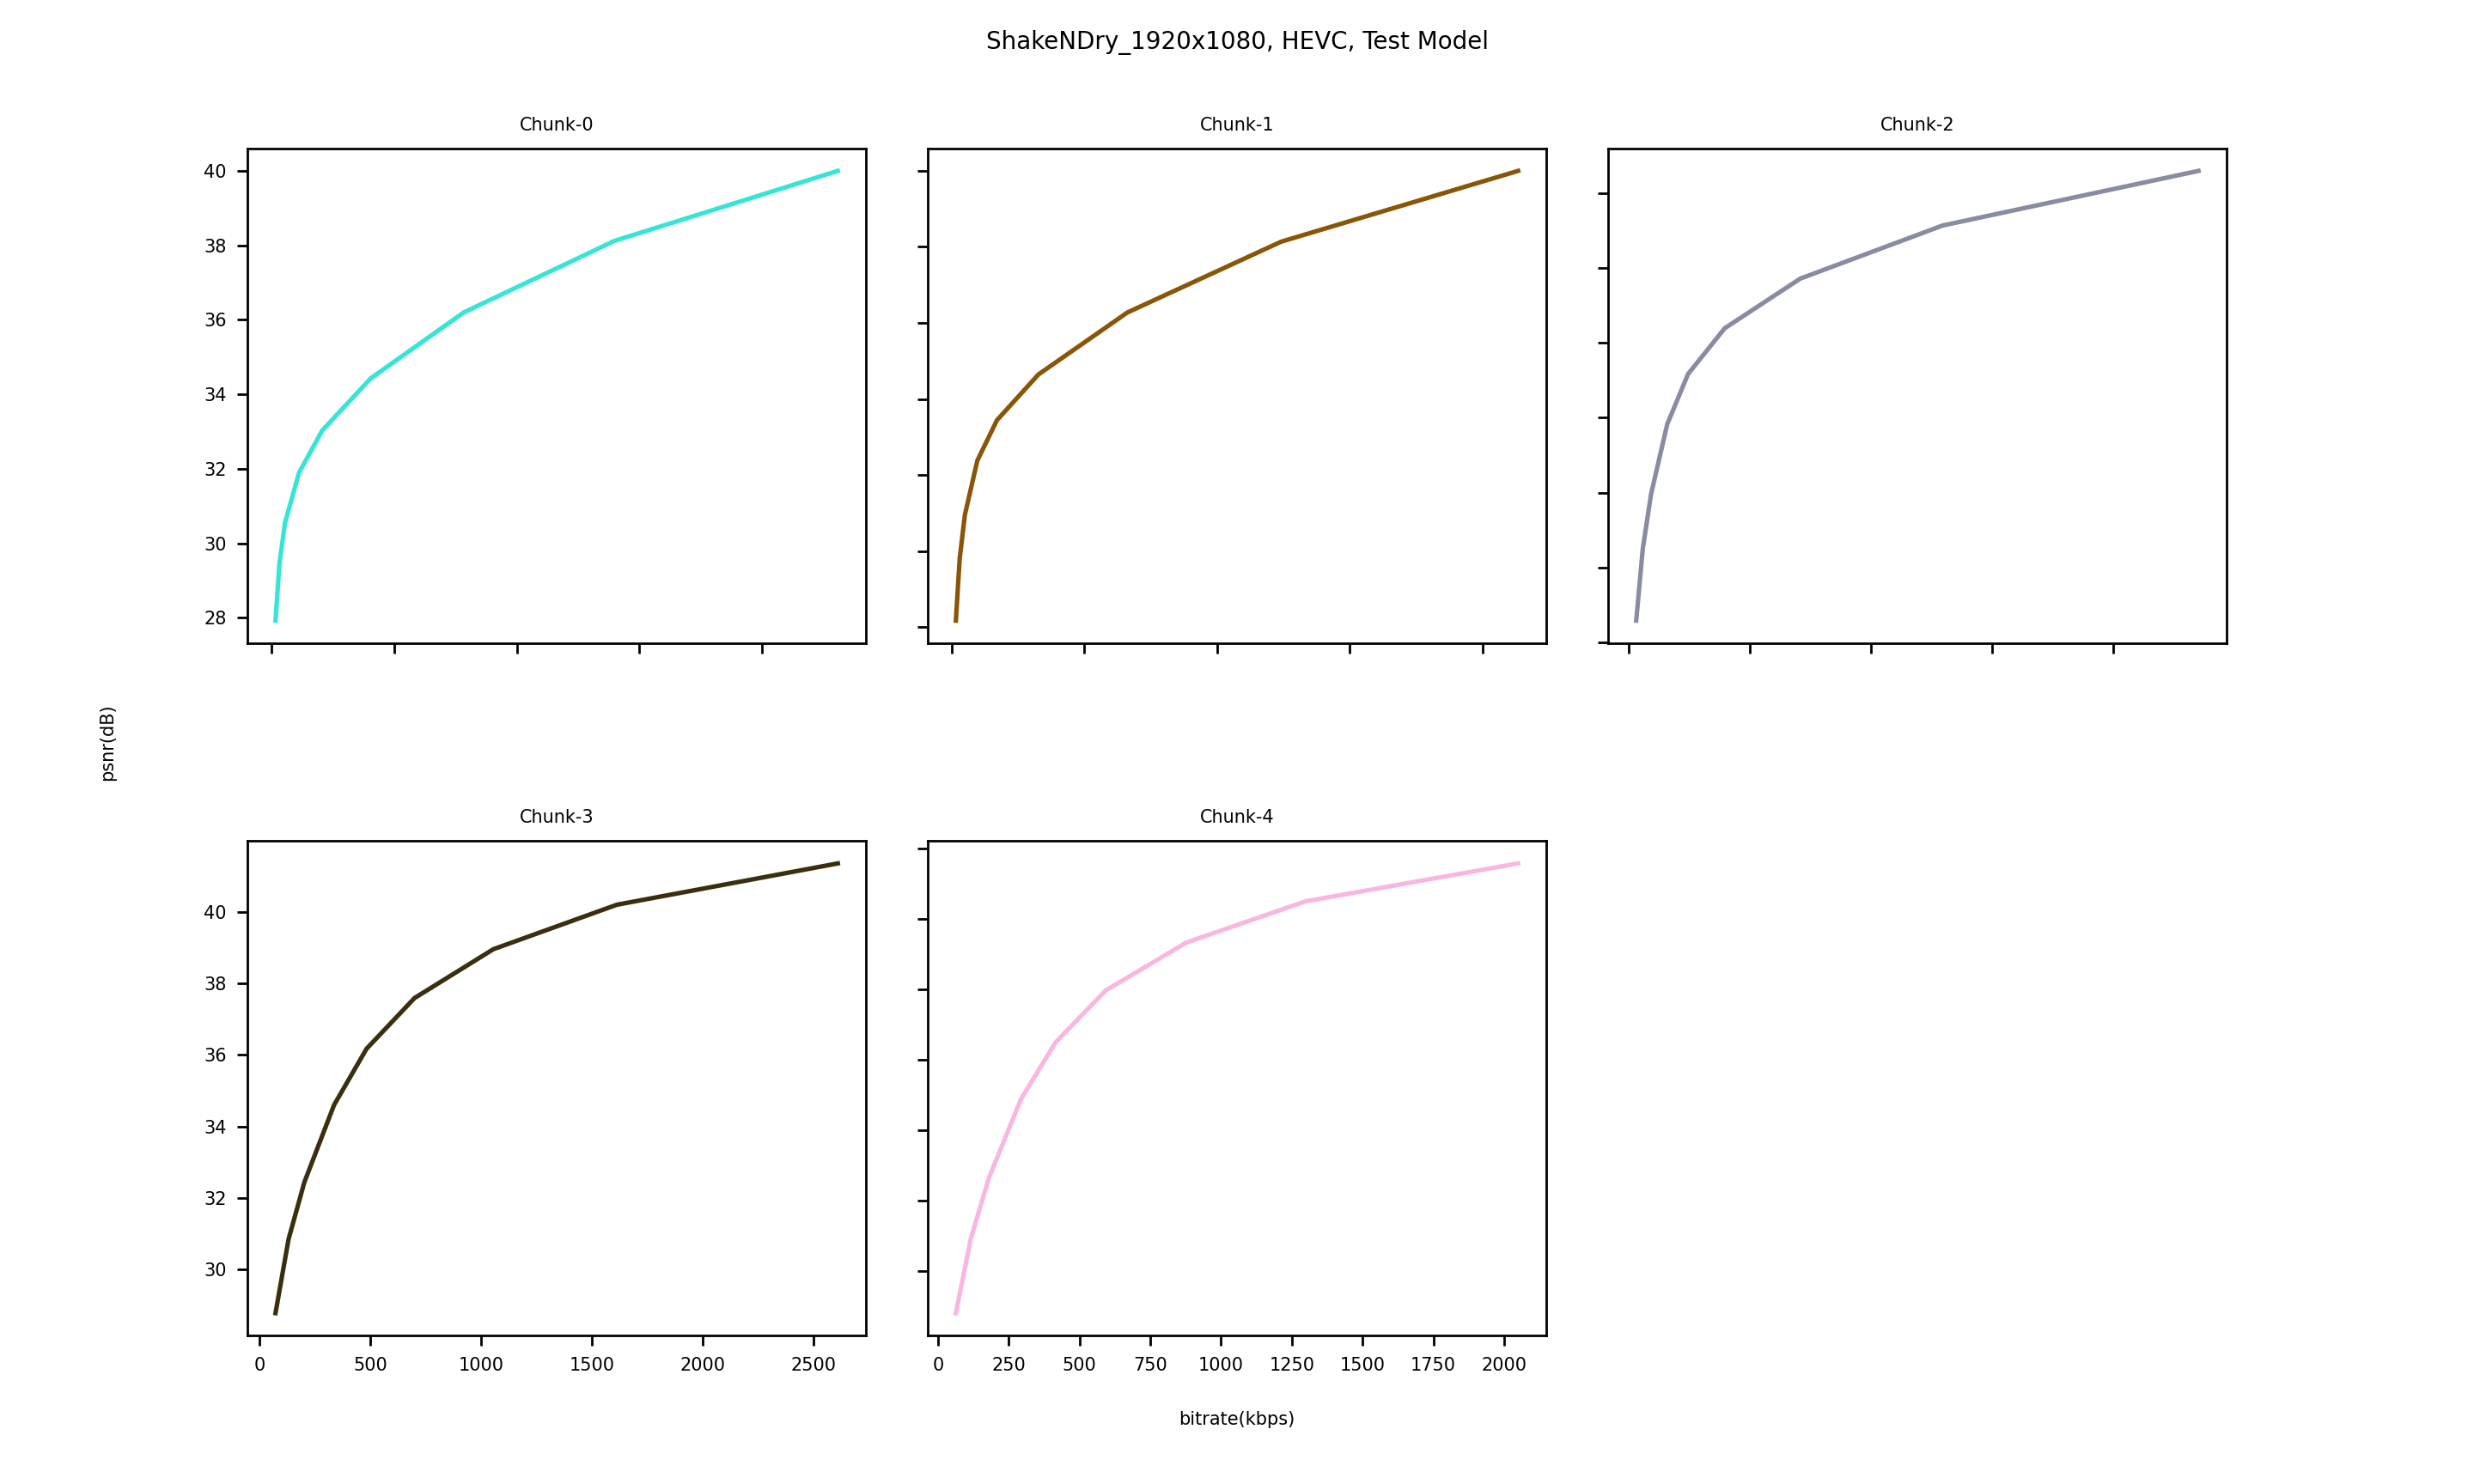 ShakeNDry_1920x1080, HEVC, Test Model
Chunk-0
Chunk-1
Chunk-2
40
38
36
34
32
30
28
psnr(dB)
Chunk-3
Chunk-4
40
38
36
34
32
30
0 500 1000 1500 2000 2500
0 250 500 750 1000 1250 1500 1750 2000
bitrate(kbps)